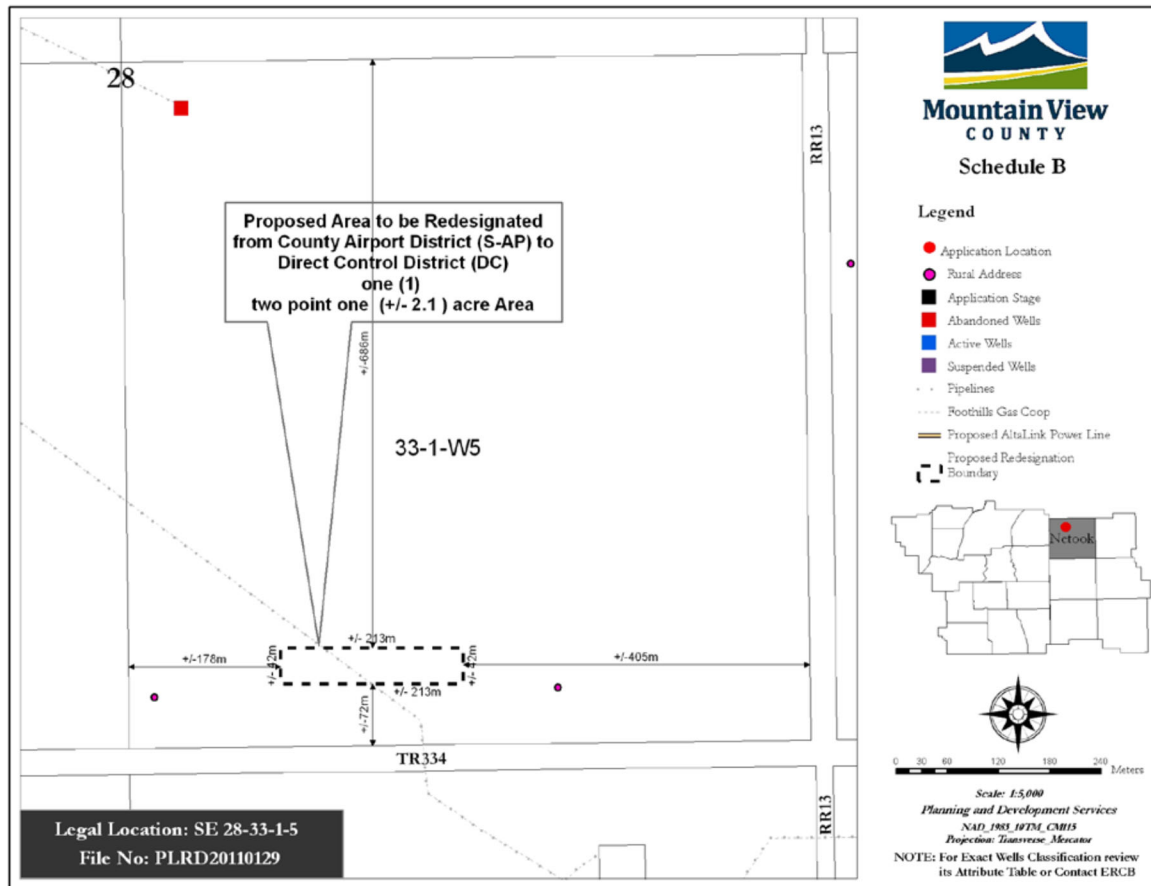 28
Proposed Area to be Redesignated
from County Airport District (S-AP) to
Direct Control District (DC)
one (1)
two point one (+/- 2.1 ) acre Area
+/-686m
33-1-W5
RR13
+/- 213m
+/-178m
+/- 42m
+/- 42m
+/-405m
+/- 213m
+/-72m
TR334
RR13
Legal Location: SE 28-33-1-5
File No: PLRD20110129
Mountain View
COUNTY
Schedule B
Legend
Application Location
Rural Address
Application Stage
Abandoned Wells
Active Wells
Suspended Wells
Pipelines
Foothills Gas Coop
Proposed AltaLink Power Line
Proposed Redesignation
Boundary
Netook
0 30 60 120 180 240
Meters
Scale: 1:5,000
Planning and Development Services
NAD_1983_10TM_CM115
Projection: Transverse_Mercator
NOTE: For Exact Wells Classification review
its Attribute Table or Contact ERCB